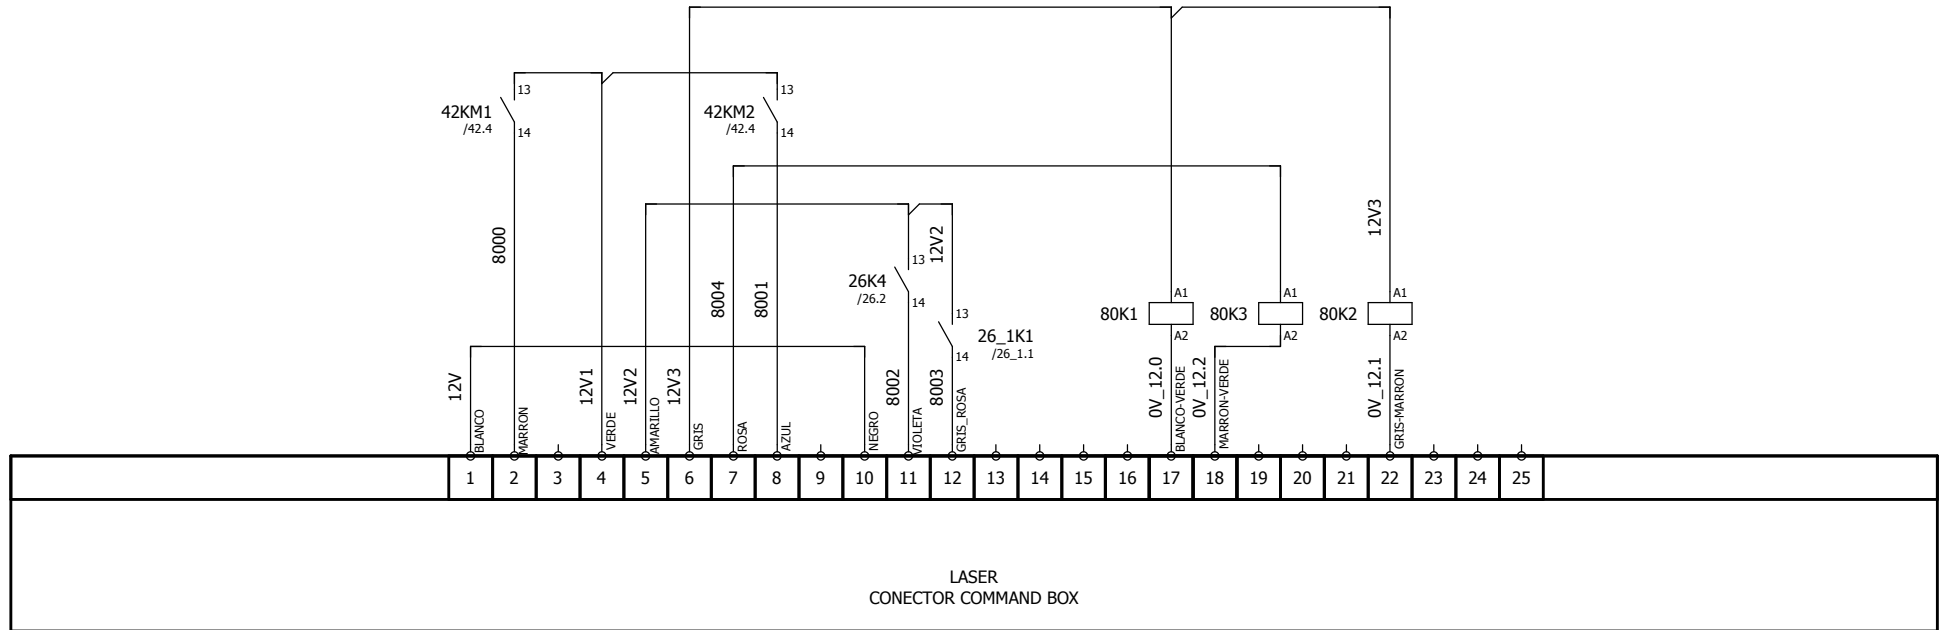 13
42KM1
/42.4
14
13
42KM2
/42.4
14
8000
8004
8001
12V2
12V3
13
26K4
/26.2
14
13
26_1K1
/26_1.1
14
80K1
A1
A2
80K3
A1
A2
80K2
A1
A2
12V
BLANCO
MARRON
12V1
VERDE
12V2
AMARILLO
12V3
GRIS
ROSA
AZUL
NEGRO
8002
VIOLETA
8003
GRIS_ROSA
0V_12.0
BLANCO-VERDE
0V_12.2
MARRON-VERDE
0V_12.1
GRIS-MARRON
1 2 3 4 5 6 7 8 9 10 11 12 13 14 15 16 17 18 19 20 21 22 23 24 25
LASER
CONECTOR COMMAND BOX